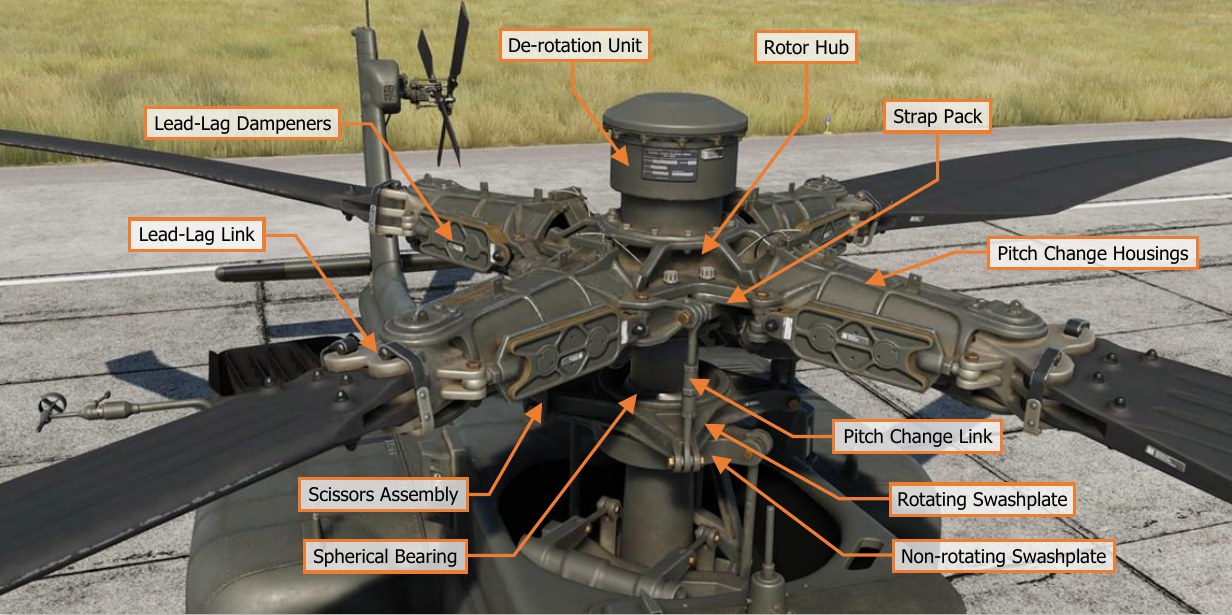 De-rotation Unit
Rotor Hub
Strap Pack
Lead-Lag Dampeners
Lead-Lag Link
Pitch Change Housings
Pitch Change Link
Scissors Assembly
Rotating Swashplate
Spherical Bearing
Non-rotating Swashplate